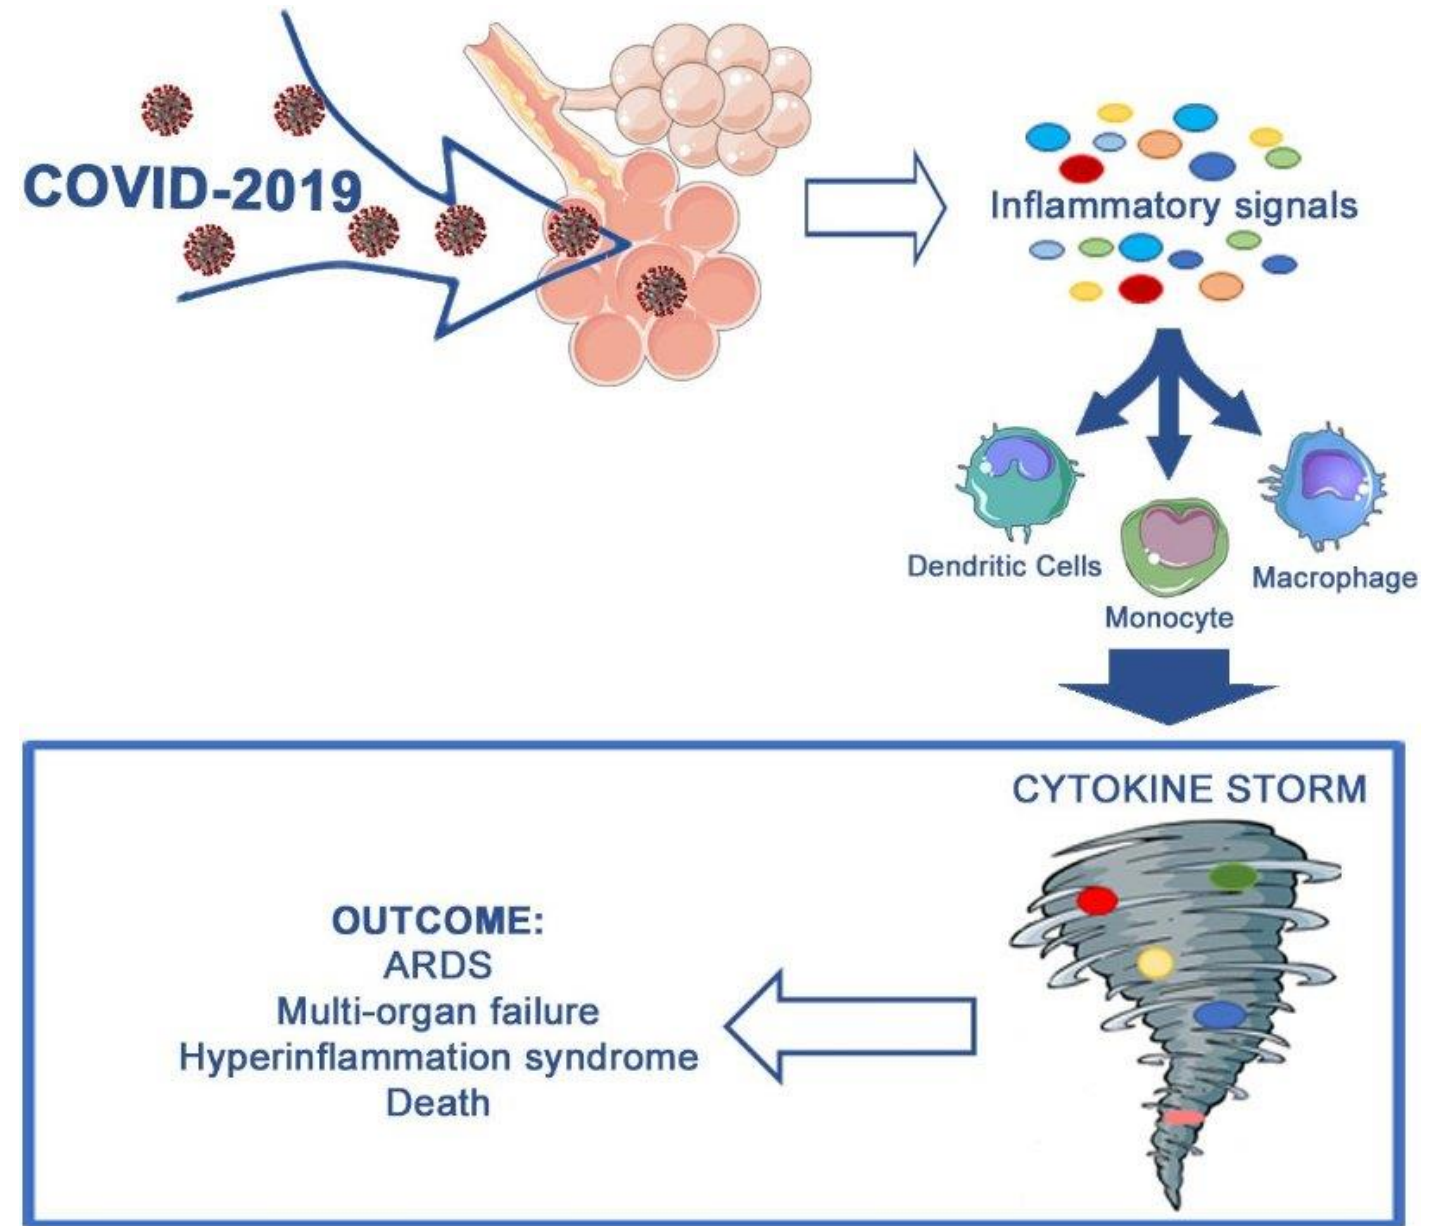 COVID-2019
Inflammatory signals
Dendritic Cells
Monocyte
Macrophage
CYTOKINE STORM
OUTCOME:
ARDS
Multi-organ failure
Hyperinflammation syndrome
Death